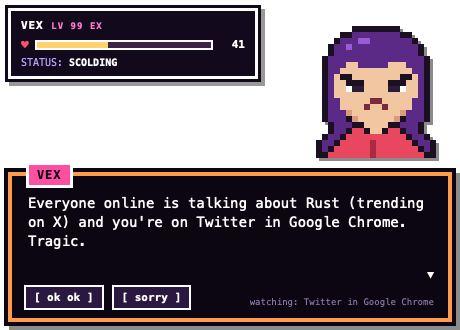 VEX LV 99 EX
41
STATUS: SCOLDING
VEX
Everyone online is talking about Rust (trending
on X) and you're on Twitter in Google Chrome.
Tragic.
[ ok ok ] [ sorry ]
watching: Twitter in Google Chrome